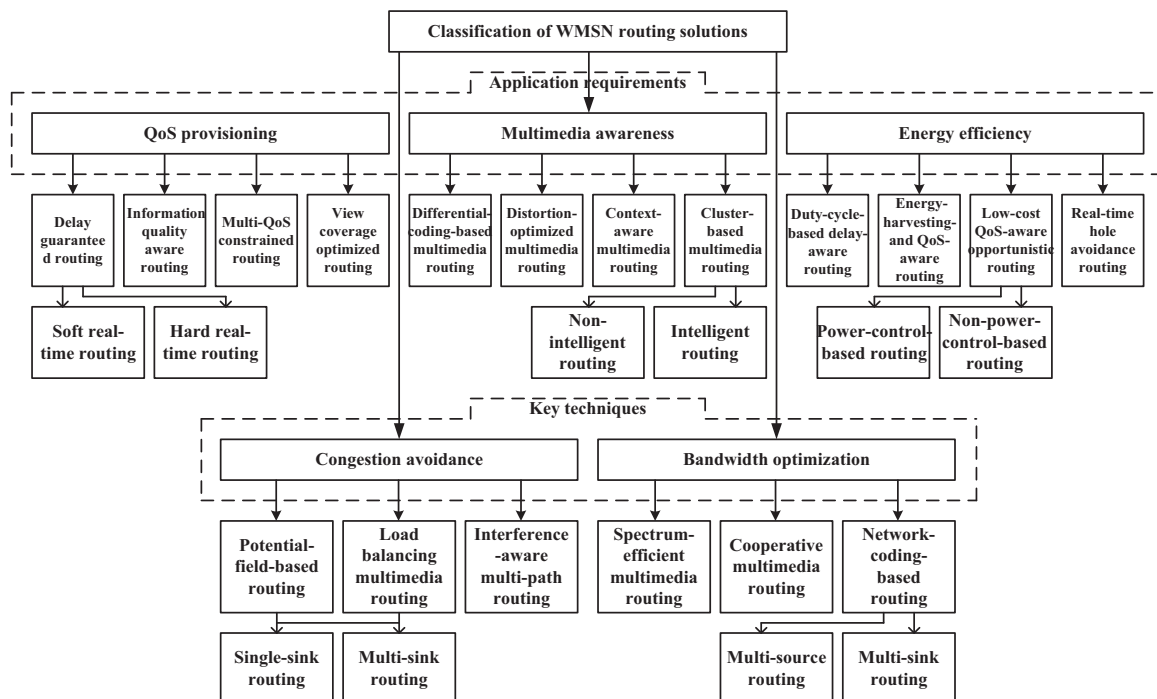 Classification of WMSN routing solutions
Application requirements
QoS provisioning
Multimedia awareness
Energy efficiency
Delay
guarantee
d routing
Information
quality
aware
routing
Multi-QoS
constrained
routing
View
coverage
optimized
routing
Differential-
coding-based
multimedia
routing
Distortion-
optimized
multimedia
routing
Context-
aware
multimedia
routing
Cluster-
based
multimedia
routing
Duty-cycle-
based delay-
aware
routing
Energy-
harvesting-
and QoS-
aware
routing
Low-cost
QoS-aware
opportunistic
routing
Real-time
hole
avoidance
routing
Soft real-
time routing
Hard real-
time routing
Non-
intelligent
routing
Intelligent
routing
Power-control-
based routing
Non-power-
control-based
routing
Key techniques
Congestion avoidance
Bandwidth optimization
Potential-
field-based
routing
Load
balancing
multimedia
routing
Interference
-aware
multi-path
routing
Spectrum-
efficient
multimedia
routing
Cooperative
multimedia
routing
Network-
coding-
based
routing
Single-sink
routing
Multi-sink
routing
Multi-source
routing
Multi-sink
routing